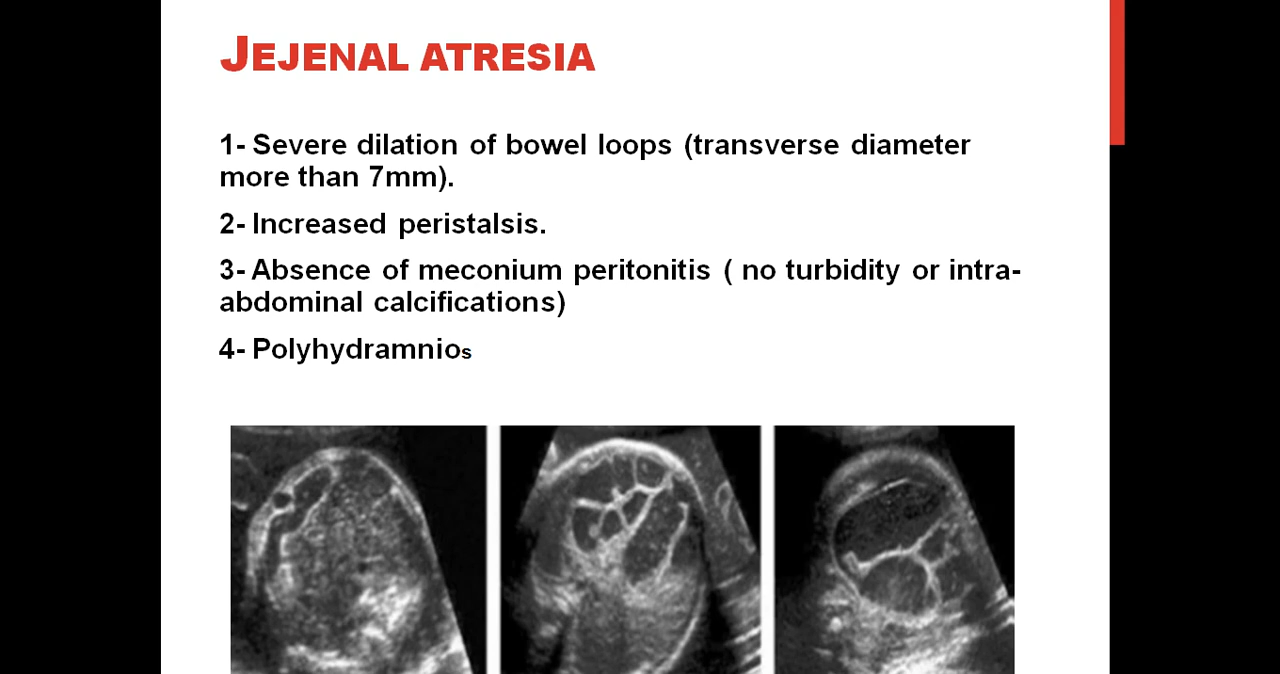 JEJENAL ATRESIA
1- Severe dilation of bowel loops (transverse diameter
more than 7mm).
2- Increased peristalsis.
3- Absence of meconium peritonitis ( no turbidity or intra-
abdominal calcifications)
4- Polyhydramnios